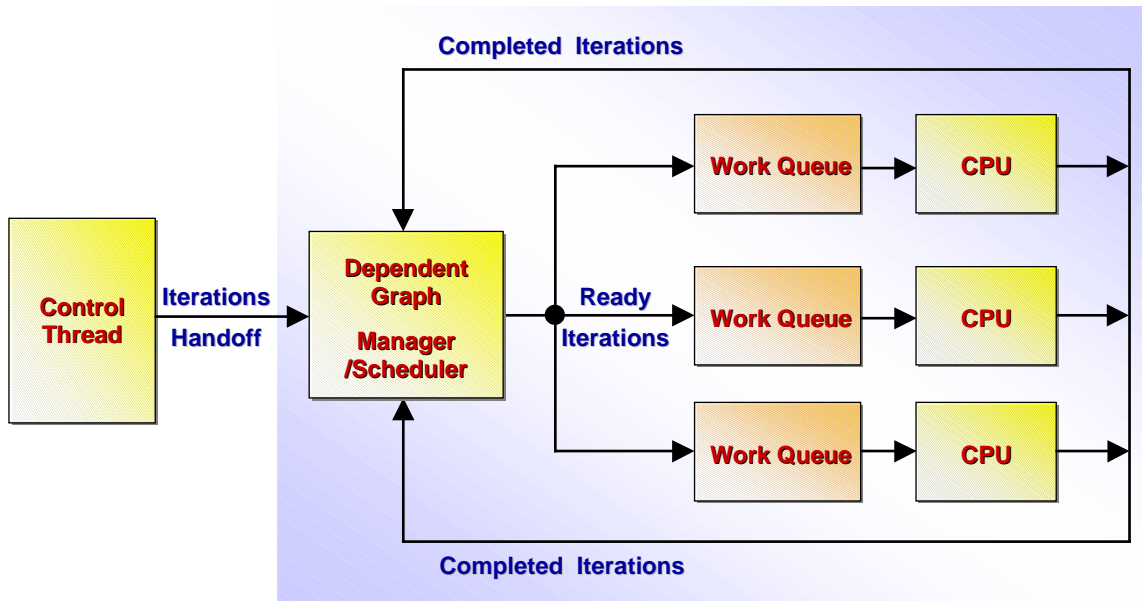 Completed Iterations
Work Queue
CPU
Control
Thread
Iterations
Handoff
Dependent
Graph
Manager
/Scheduler
Ready
Iterations
Work Queue
CPU
Work Queue
CPU
Completed Iterations